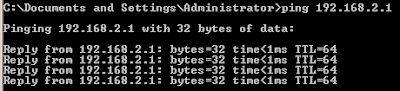 C:\Documents and Settings\Administrator>ping 192.168.2.1
Pinging 192.168.2.1 with 32 bytes of data:
Reply from 192.168.2.1: bytes=32 time<1ms TTL=64
Reply from 192.168.2.1: bytes=32 time<1ms TTL=64
Reply from 192.168.2.1: bytes=32 time<1ms TTL=64
Reply from 192.168.2.1: bytes=32 time<1ms TTL=64